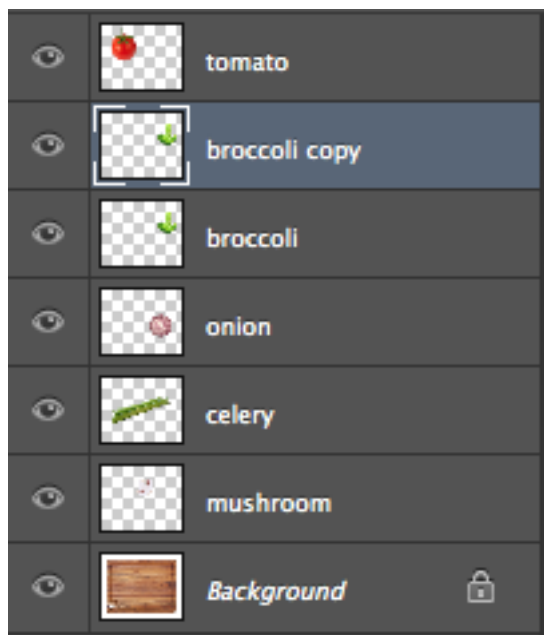 tomato
broccoli copy
broccoli
onion
celery
mushroom
Background